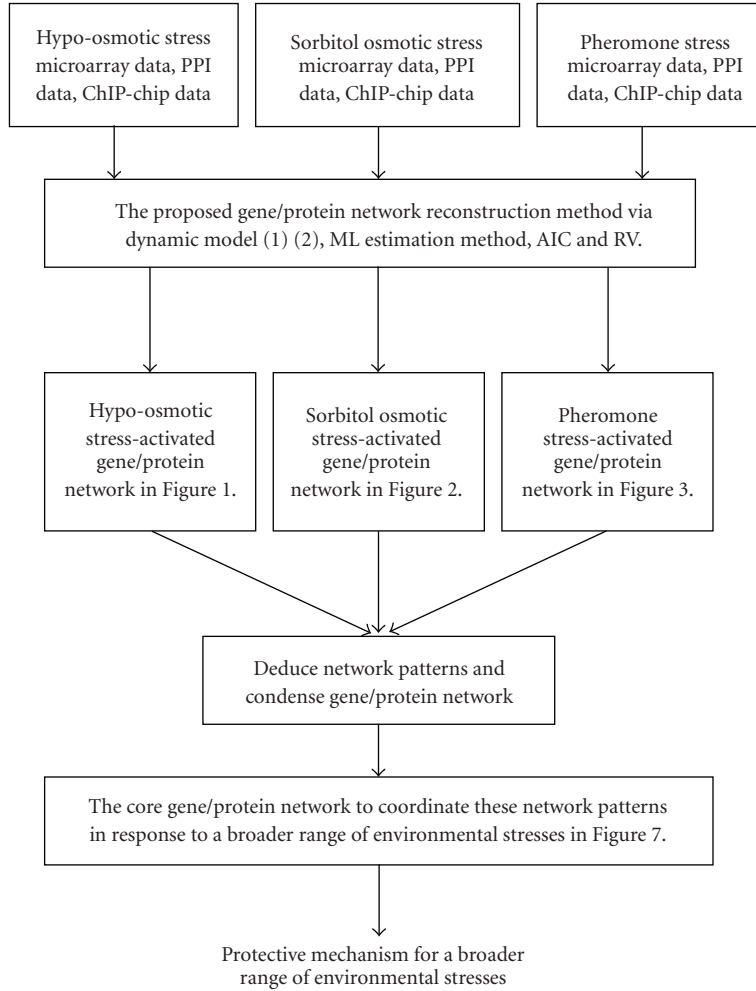 Hypo-osmotic stress
microarray data, PPI
data, ChIP-chip data
Sorbitol osmotic stress
microarray data, PPI
data, ChIP-chip data
Pheromone stress
microarray data, PPI
data, ChIP-chip data
The proposed gene/protein network reconstruction method via
dynamic model (1) (2), ML estimation method, AIC and RV.
Hypo-osmotic
stress-activated
gene/protein
network in Figure 1.
Sorbitol osmotic
stress-activated
gene/protein
network in Figure 2.
Pheromone
stress-activated
gene/protein
network in Figure 3.
Deduce network patterns and
condense gene/protein network
The core gene/protein network to coordinate these network patterns
in response to a broader range of environmental stresses in Figure 7.
Protective mechanism for a broader
range of environmental stresses